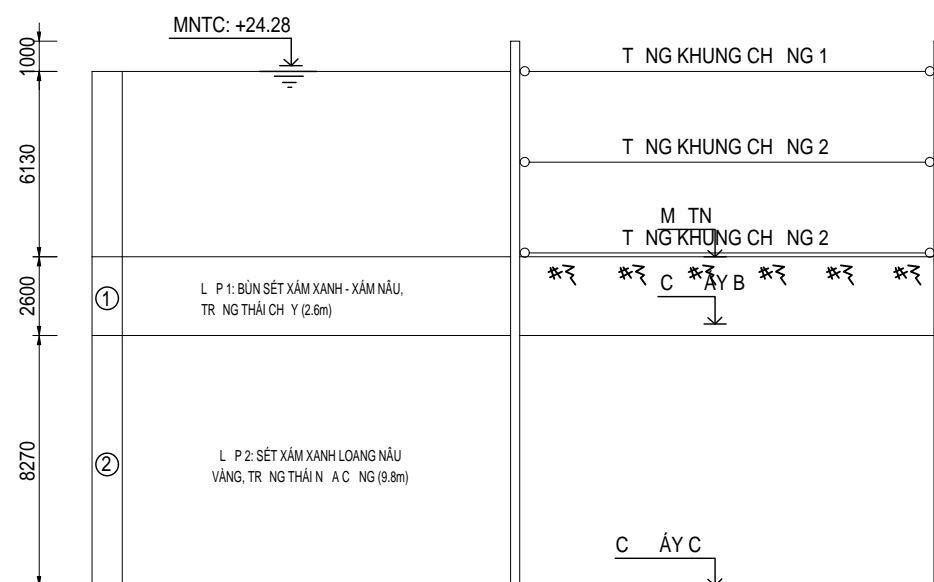 MNTC: +24.28
1000
T NG KHUNG CH NG 1
6130
T NG KHUNG CH NG 2
M TN
T NG KHUNG CH NG 2
2600
1
L P 1: BÙN SÉT XÁM XANH - XÁM NÂU,
TR NG THÁI CH Y (2.6m)
C ÁY B
8270
2
L P 2: SÉT XÁM XANH LOANG NÂU
VÀNG, TR NG THÁI N A C NG (9.8m)
C ÁY C